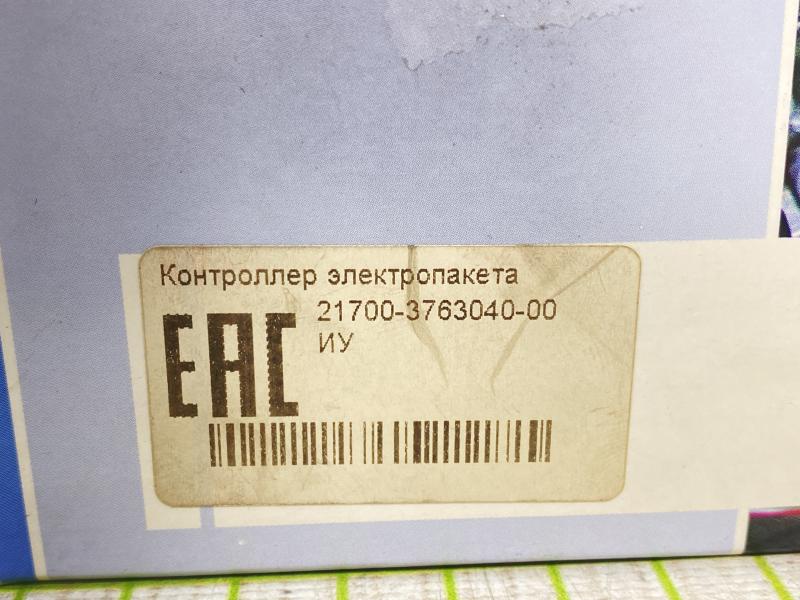 Контроллер электропакета
21700-3763040-00
ИУ
EAC